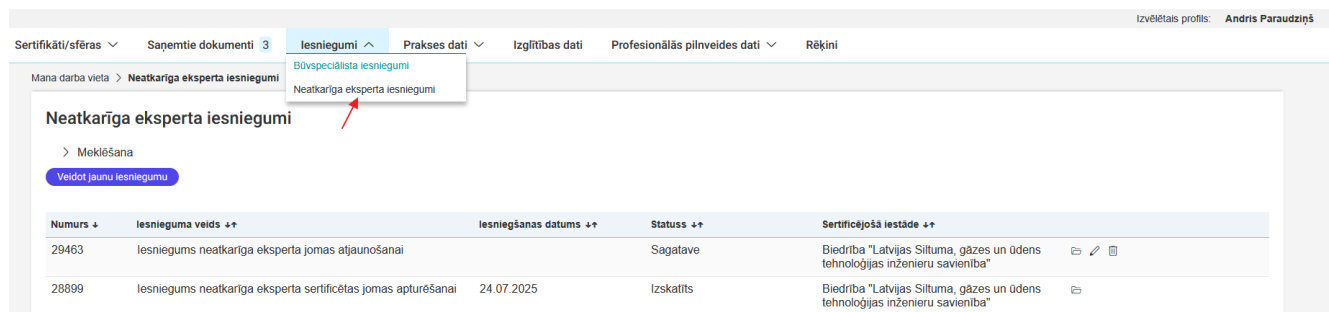 Izvēlētais profils: Andris Paraudziņš
Sertifikāti/sfēras Saņemtie dokumenti 3 Iesniegumi Prakses dati Izglītības dati Profesionālās pilnveides dati Rēķini
Būvspeciālista iesniegumi
Neatkarīga eksperta iesniegumi
Mana darba vieta > Neatkarīga eksperta iesniegumi
Neatkarīga eksperta iesniegumi
> Meklēšana
Veidot jaunu iesniegumu
Numurs ↓ Iesnieguma veids ↓↑ Iesniegšanas datums ↓↑ Statuss ↓↑ Sertificējošā iestāde ↓↑
29463 Iesniegums neatkarīga eksperta jomas atjaunošanai Sagatave Biedrība "Latvijas Siltuma, gāzes un ūdens
tehnoloģijas inženieru savienība"
28899 Iesniegums neatkarīga eksperta sertificētas jomas apturēšanai 24.07.2025 Izskatīts Biedrība "Latvijas Siltuma, gāzes un ūdens
tehnoloģijas inženieru savienība"